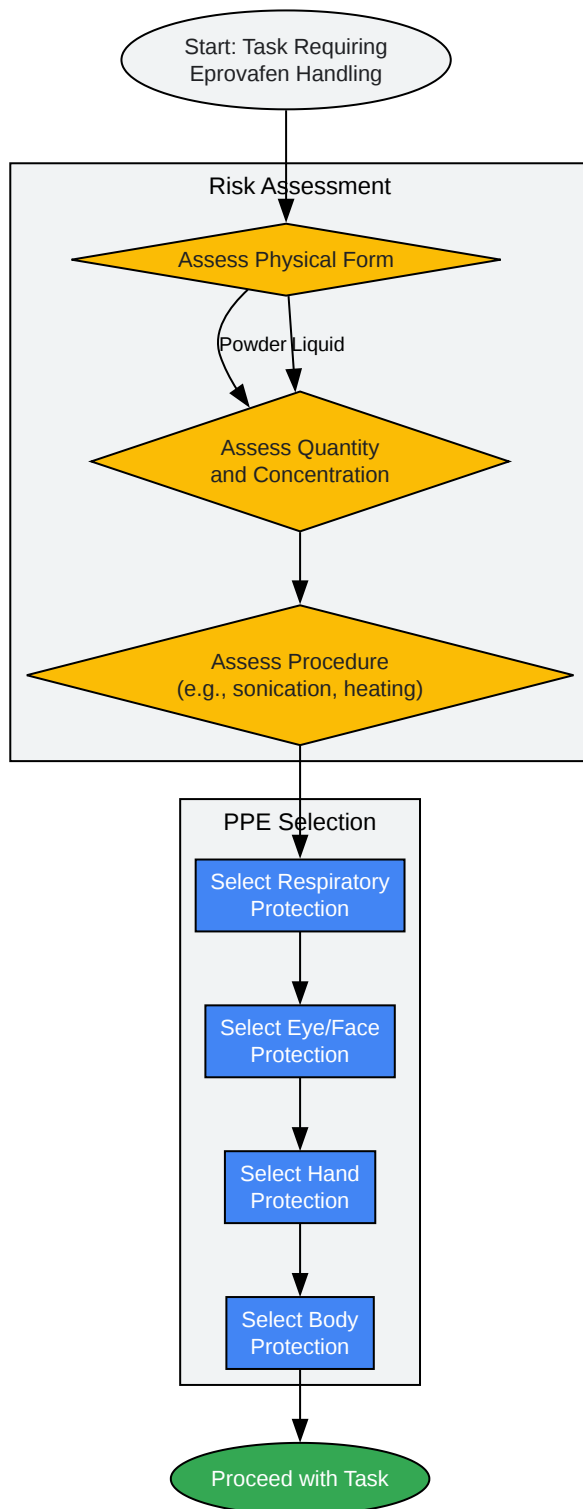 Start: Task Requiring
Eprovafen Handling
Risk Assessment
Assess Physical Form
Powder
Liquid
Assess Quantity
and Concentration
Assess Procedure
(e.g., sonication, heating)
PPE Selection
Select Respiratory
Protection
Select Eye/Face
Protection
Select Hand
Protection
Select Body
Protection
Proceed with Task